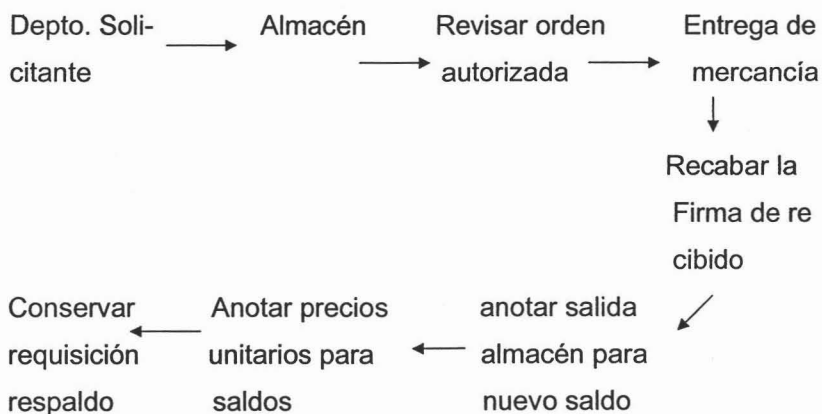 Depto. Soli-
citante
Almacén
Revisar orden
autorizada
Entrega de
mercancía
Recabar la
Firma de re
cibido
anotar salida
almacén para
nuevo saldo
Anotar precios
unitarios para
saldos
Conservar
requisición
respaldo